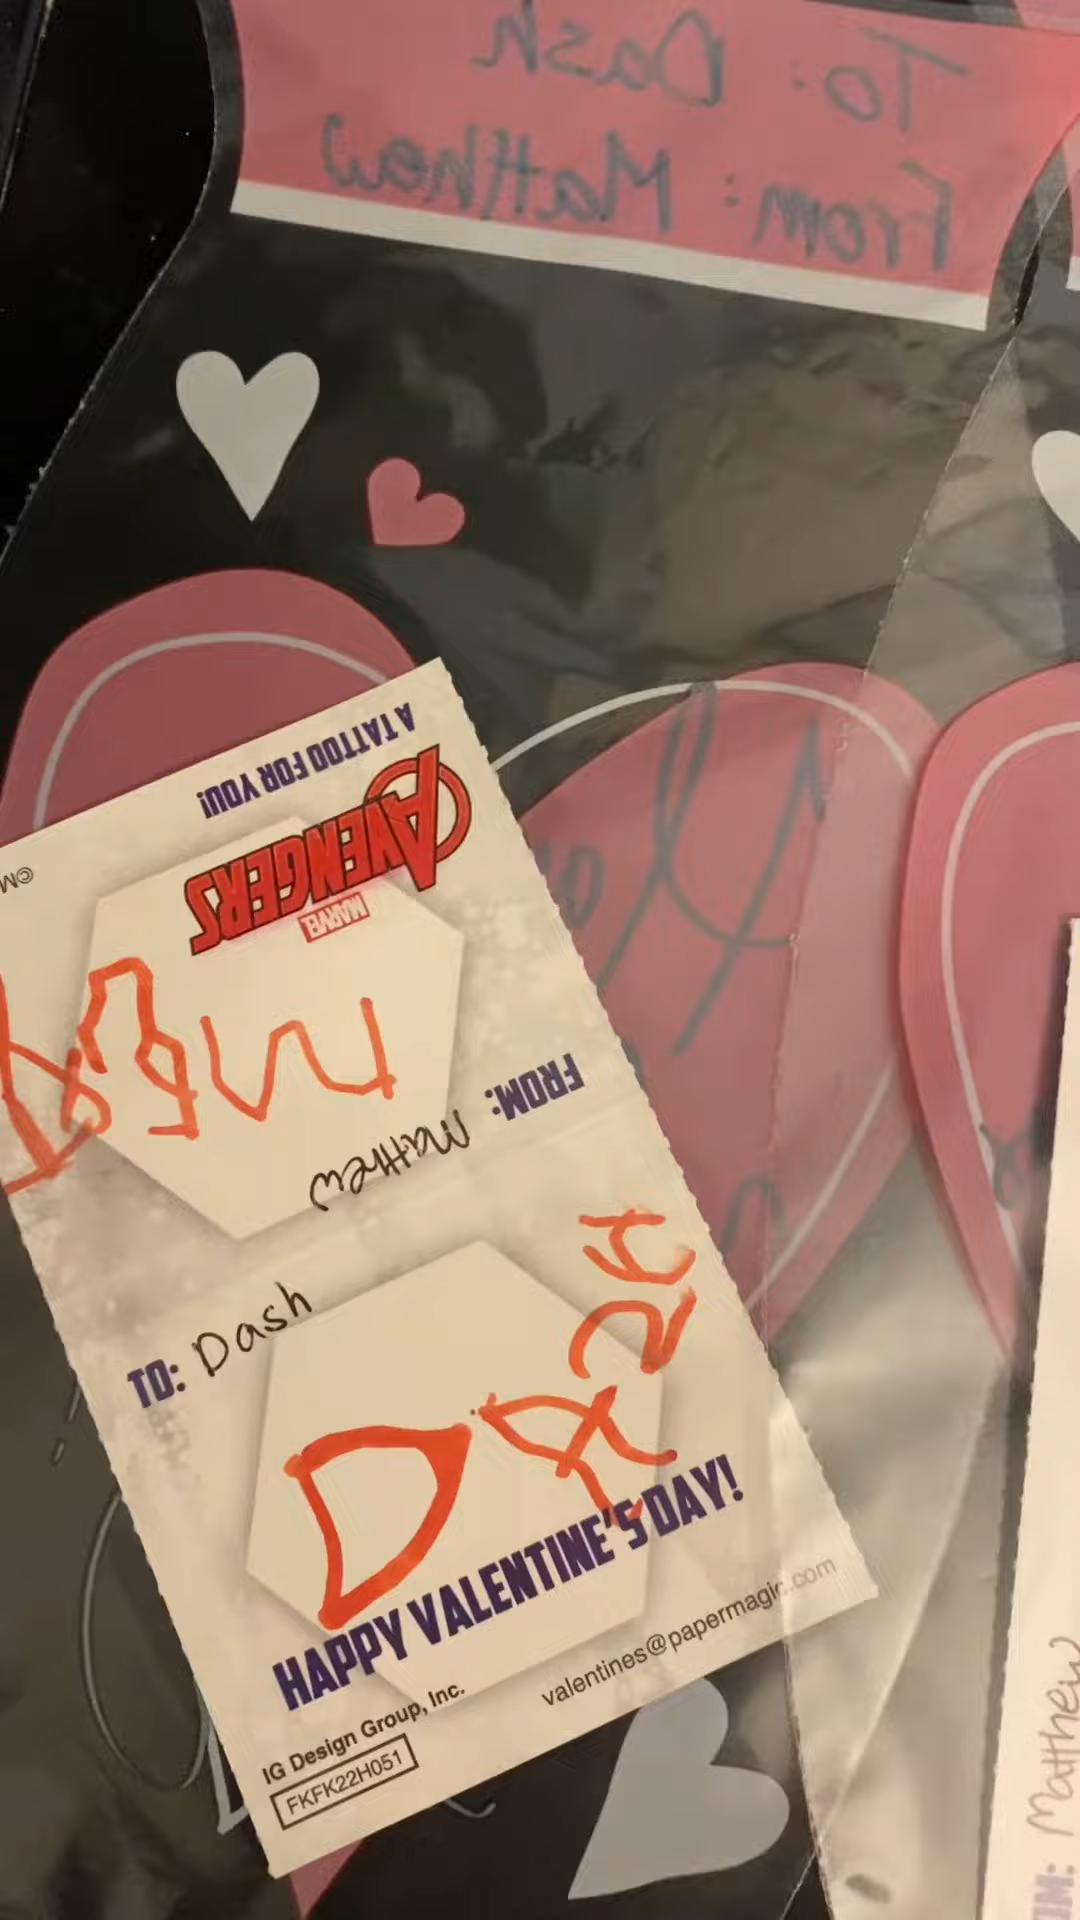 To: Dash
From: Matthew
A TATTOO FOR YOU!
AVENGERS
MARVEL
FROM: Matthew
TO: Dash
HAPPY VALENTINE'S DAY!
valentines@papermagic.com
IG Design Group, Inc.
FKFK22H051
Matthew